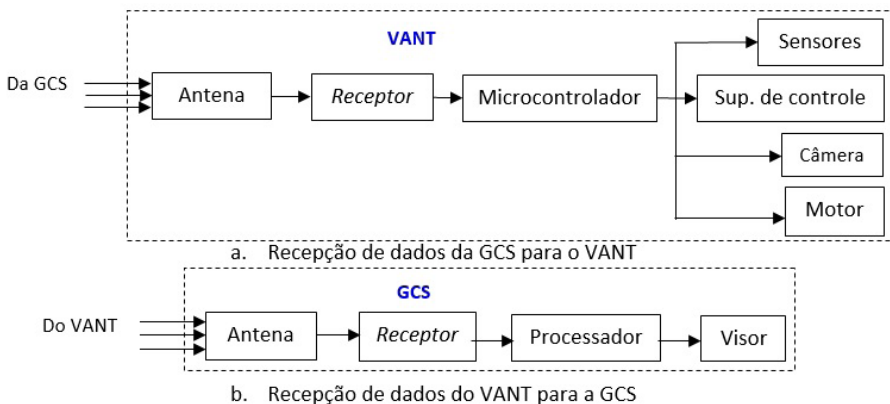 VANT
Da GCS
Antena
Receptor
Microcontrolador
Sensores
Sup. de controle
Câmera
Motor
a. Recepção de dados da GCS para o VANT
GCS
Do VANT
Antena
Receptor
Processador
Visor
b. Recepção de dados do VANT para a GCS